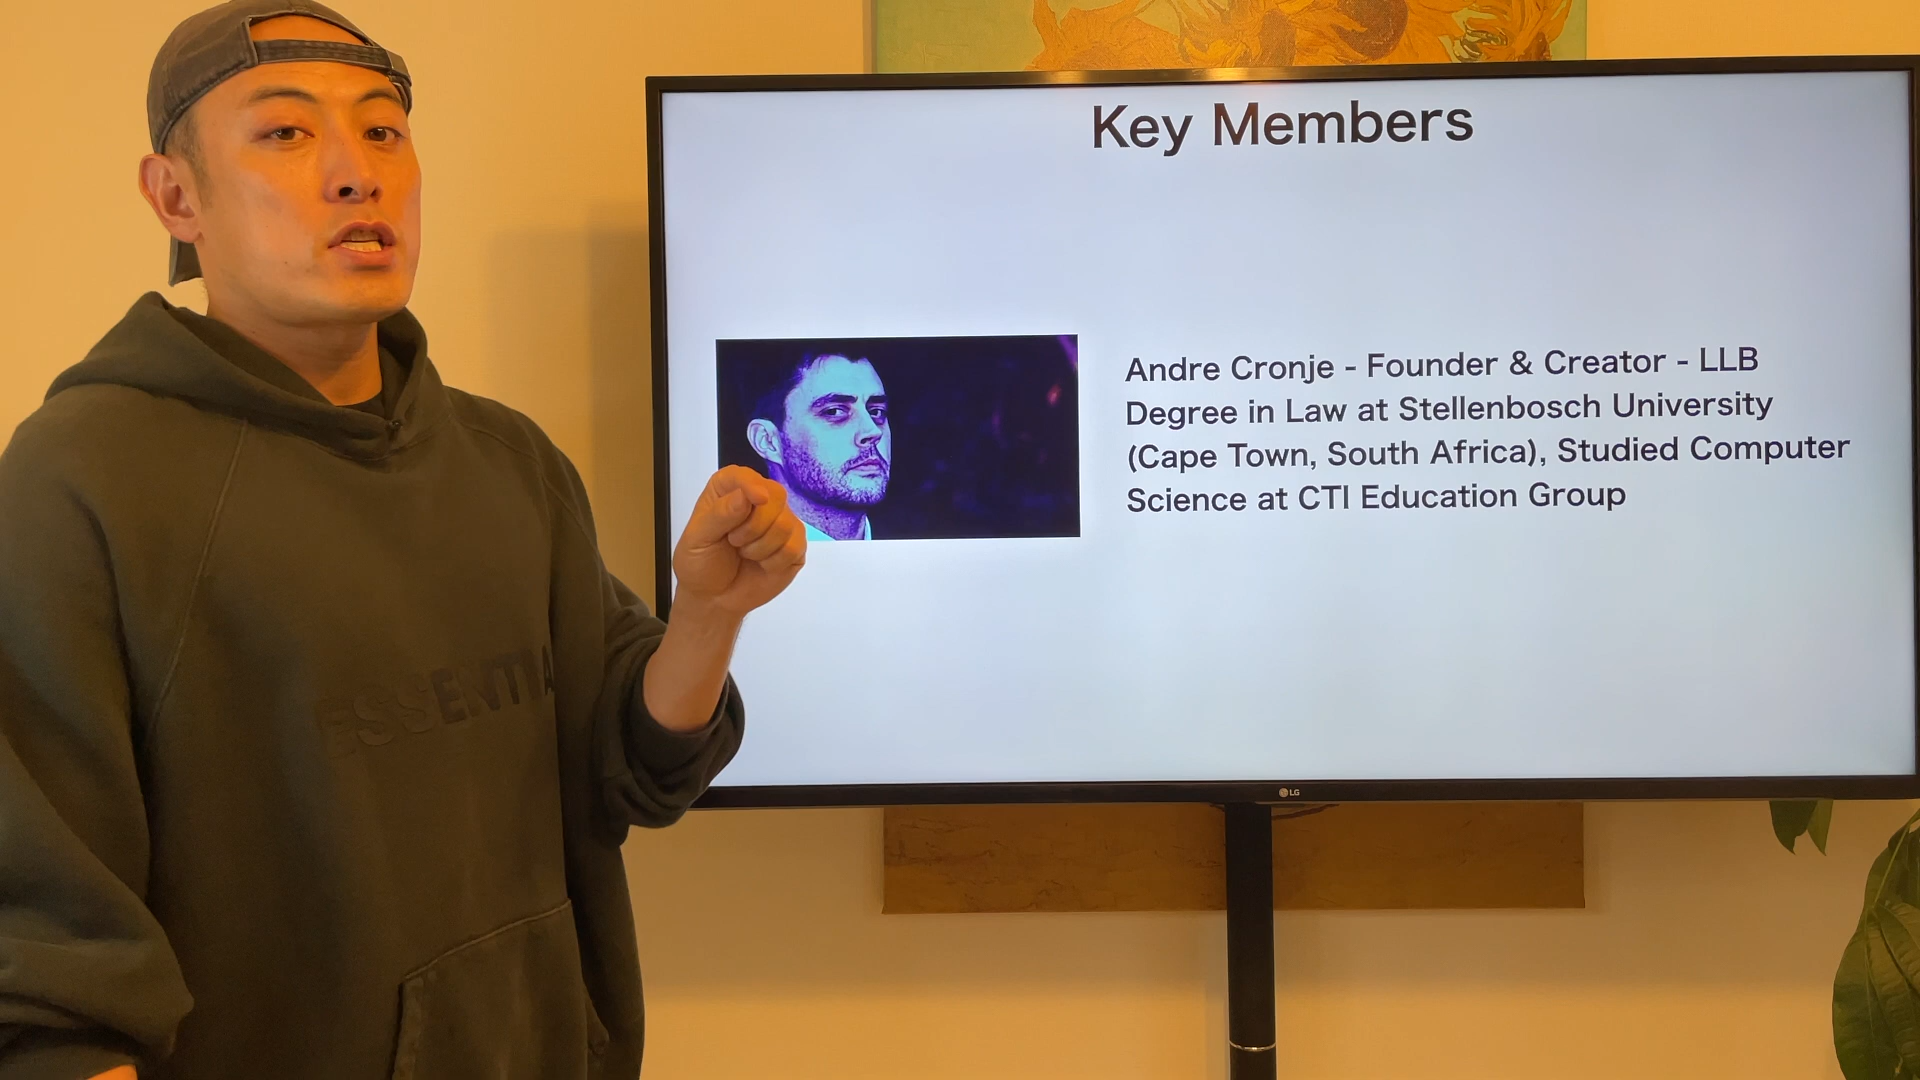 Key Members
Andre Cronje - Founder & Creator - LLB
Degree in Law at Stellenbosch University
(Cape Town, South Africa), Studied Computer
Science at CTI Education Group
ESSENTIA
LG